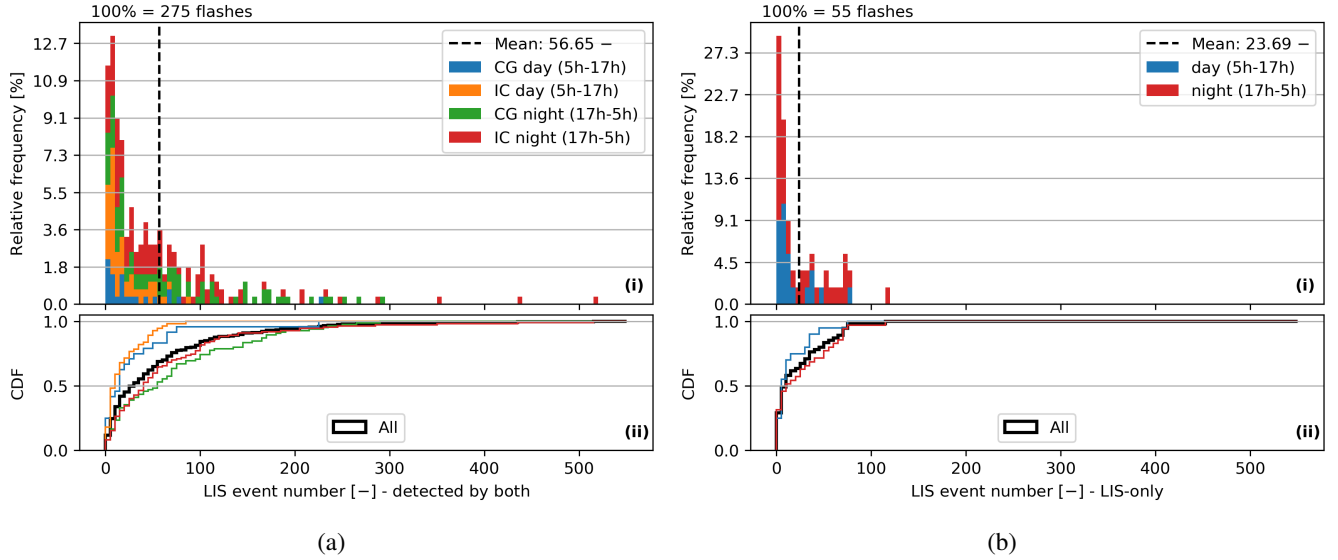 100% = 275 flashes
12.7
10.9
9.1
7.3
5.5
3.6
1.8
0.0
Relative frequency [%]
Mean: 56.65 −
CG day (5h-17h)
IC day (5h-17h)
CG night (17h-5h)
IC night (17h-5h)
(i)
1.0
0.5
0.0
CDF
All
(ii)
0 100 200 300 400 500
LIS event number [−] - detected by both
(a)
100% = 55 flashes
27.3
22.7
18.2
13.6
9.1
4.5
0.0
Relative frequency [%]
Mean: 23.69 −
day (5h-17h)
night (17h-5h)
(i)
1.0
0.5
0.0
CDF
All
(ii)
0 100 200 300 400 500
LIS event number [−] - LIS-only
(b)